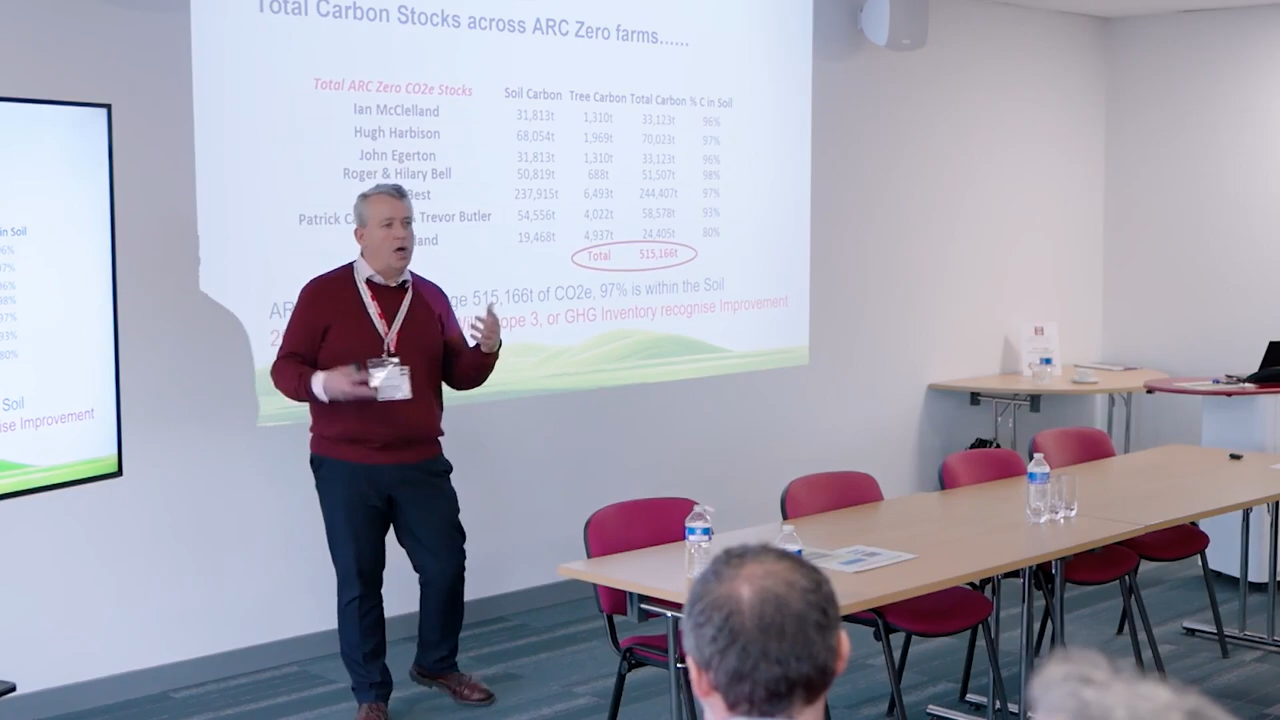 Total Carbon Stocks across ARC Zero farms......
Total ARC Zero CO2e Stocks Soil Carbon Tree Carbon Total Carbon % C in Soil
Ian McClelland 31,813t 1,310t 33,123t 96%
Hugh Harbison 68,054t 1,969t 70,023t 97%
John Egerton 31,813t 1,310t 33,123t 96%
Roger & Hilary Bell 50,819t 688t 51,507t 98%
Best 237,915t 6,493t 244,407t 97%
Patrick Trevor Butler 54,556t 4,022t 58,578t 93%
land 19,468t 4,937t 24,405t 80%
Total 515,166t
515,166t of CO2e, 97% is within the Soil
ope 3, or GHG Inventory recognise Improvement
in Soil
6%
7%
6%
98%
97%
93%
80%
Soil
se Improvement